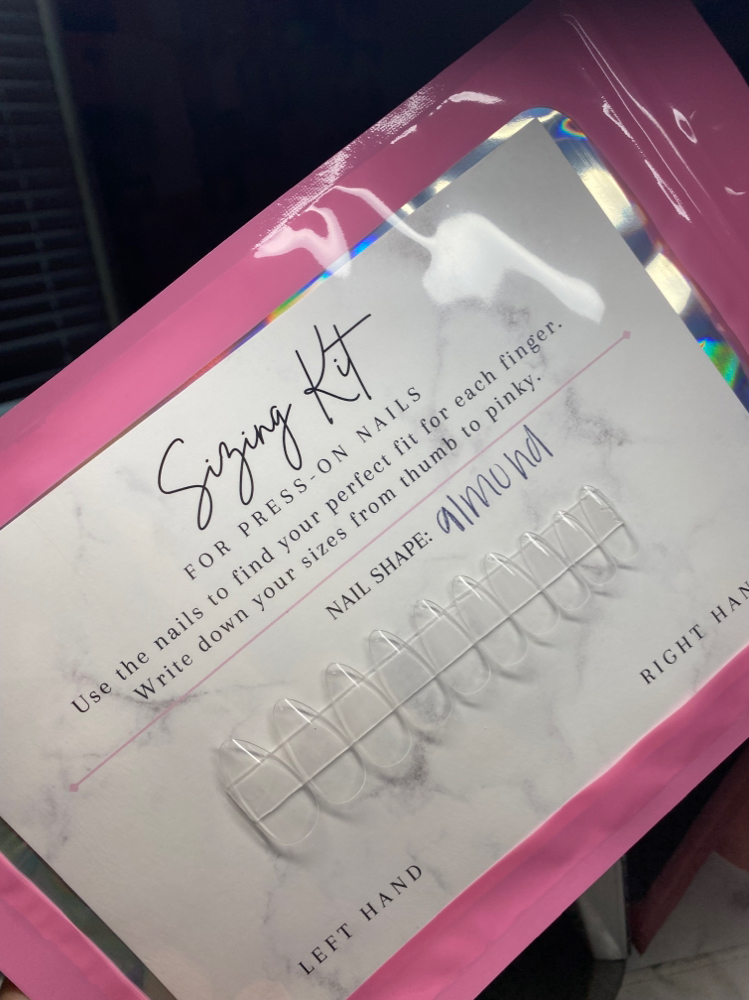 Sizing Kit
FOR PRESS-ON NAILS
Use the nails to find your perfect fit for each finger.
Write down your sizes from thumb to pinky.
NAIL SHAPE: almond
LEFT HAND
RIGHT HAN